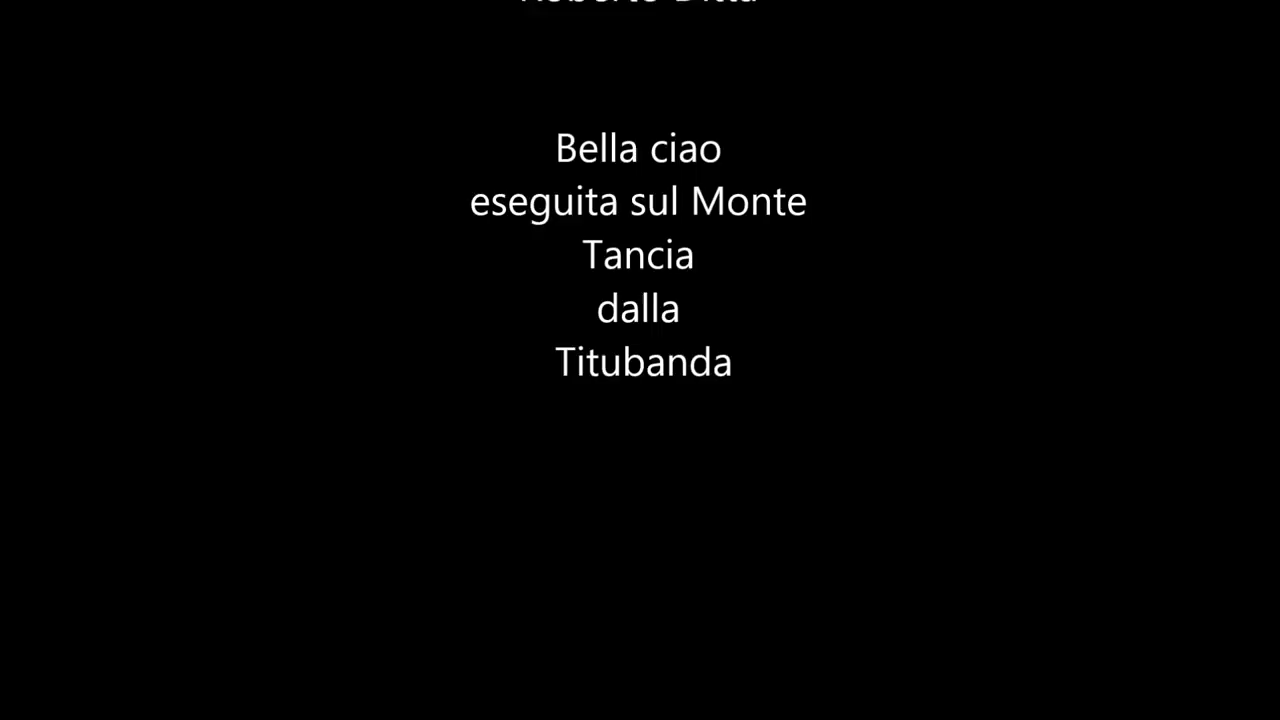 Bella ciao
eseguita sul Monte
Tancia
dalla
Titubanda